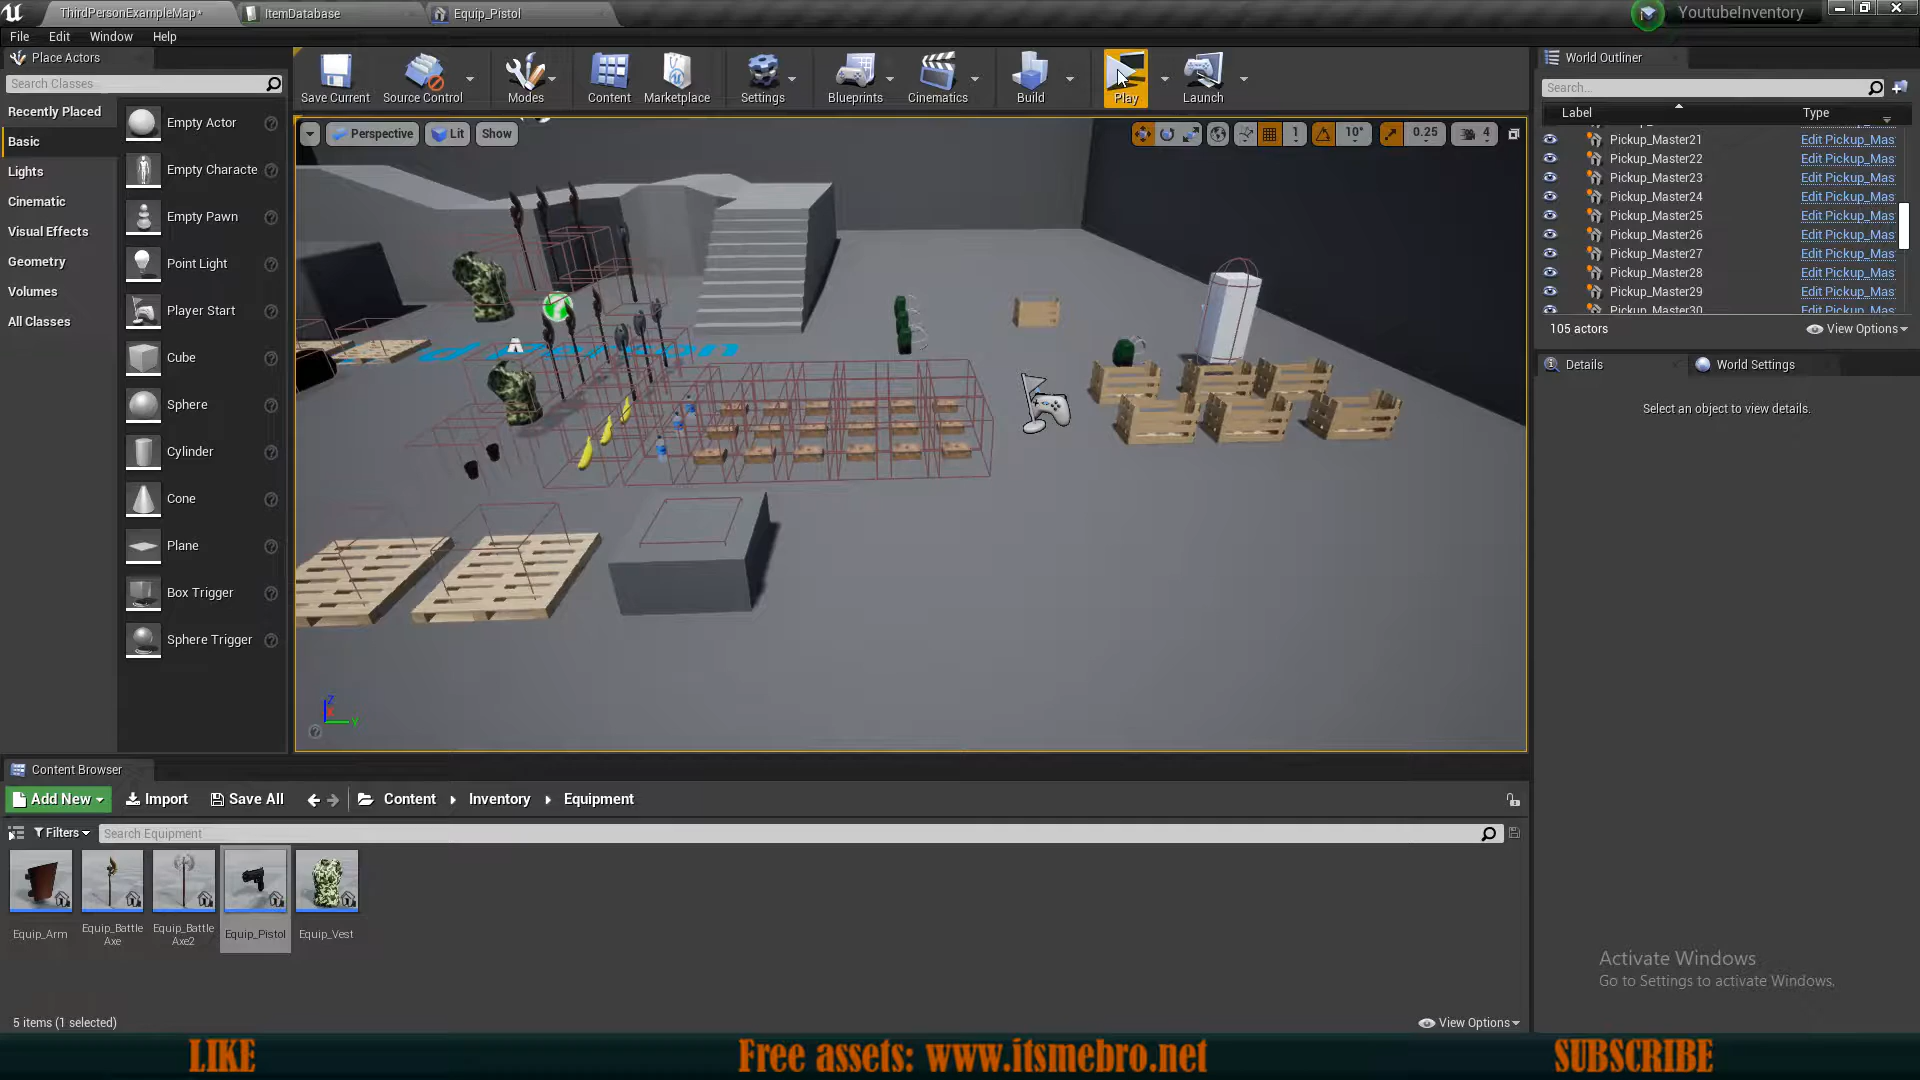 ThirdPersonExampleMap*
ItemDatabase
Equip_Pistol
YoutubeInventory
File Edit Window Help
Place Actors
Search Classes
Recently Placed
Basic
Lights
Cinematic
Visual Effects
Geometry
Volumes
All Classes
Empty Actor
Empty Characte
Empty Pawn
Point Light
Player Start
Cube
Sphere
Cylinder
Cone
Plane
Box Trigger
Sphere Trigger
Save Current
Source Control
Modes
Content
Marketplace
Settings
Blueprints
Cinematics
Build
Play
Launch
Perspective
Lit
Show
1
10°
0.25
4
Z
Y
World Outliner
Search...
Label
Type
Pickup_Master21 Edit Pickup_Mas
Pickup_Master22 Edit Pickup_Mas
Pickup_Master23 Edit Pickup_Mas
Pickup_Master24 Edit Pickup_Mas
Pickup_Master25 Edit Pickup_Mas
Pickup_Master26 Edit Pickup_Mas
Pickup_Master27 Edit Pickup_Mas
Pickup_Master28 Edit Pickup_Mas
Pickup_Master29 Edit Pickup_Mas
Pickup_Master30 Edit Pickup_Mas
105 actors
View Options
Details
World Settings
Select an object to view details.
Content Browser
Add New
Import
Save All
Content
Inventory
Equipment
Filters
Search Equipment
Equip_Arm
Equip_Battle
Axe
Equip_Battle
Axe2
Equip_Pistol
Equip_Vest
5 items (1 selected)
View Options
Activate Windows
Go to Settings to activate Windows.
LIKE
Free assets: www.itsmebro.net
SUBSCRIBE